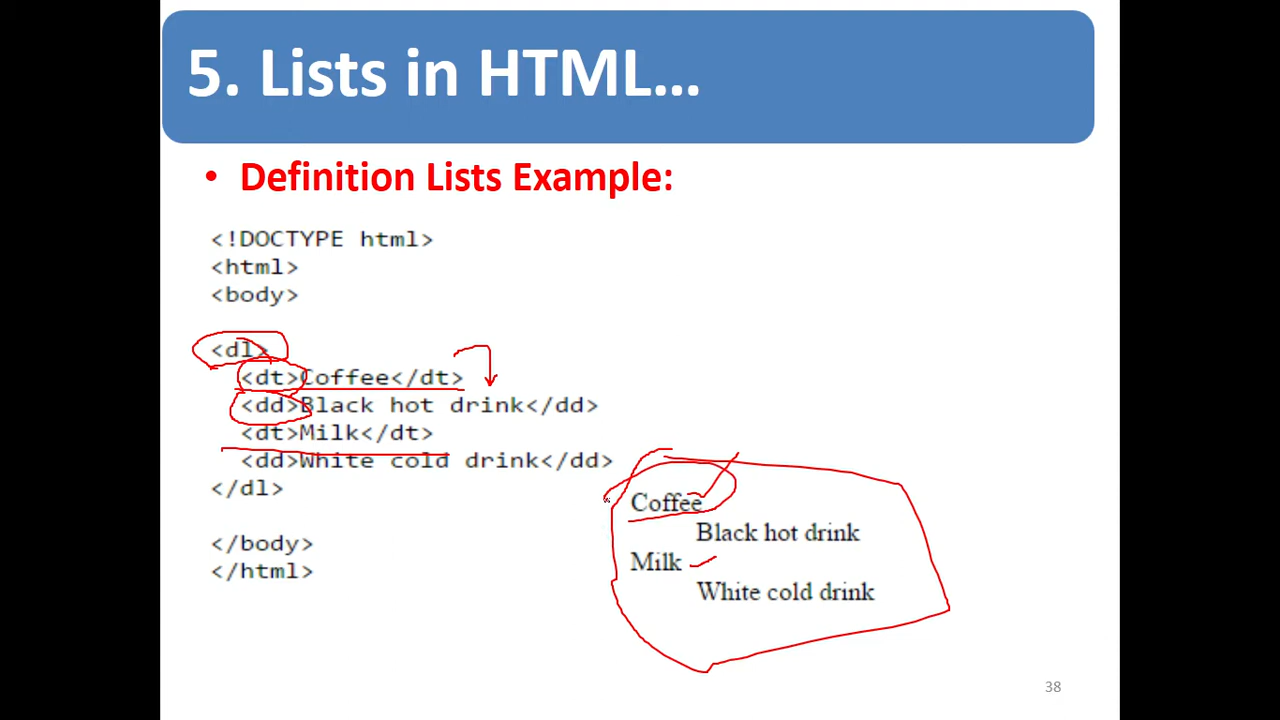 5. Lists in HTML...
• Definition Lists Example:
<!DOCTYPE html>
<html>
<body>
<dl>
<dt>Coffee</dt>
<dd>Black hot drink</dd>
<dt>Milk</dt>
<dd>White cold drink</dd>
</dl>
</body>
</html>
Coffee
Black hot drink
Milk
White cold drink
38